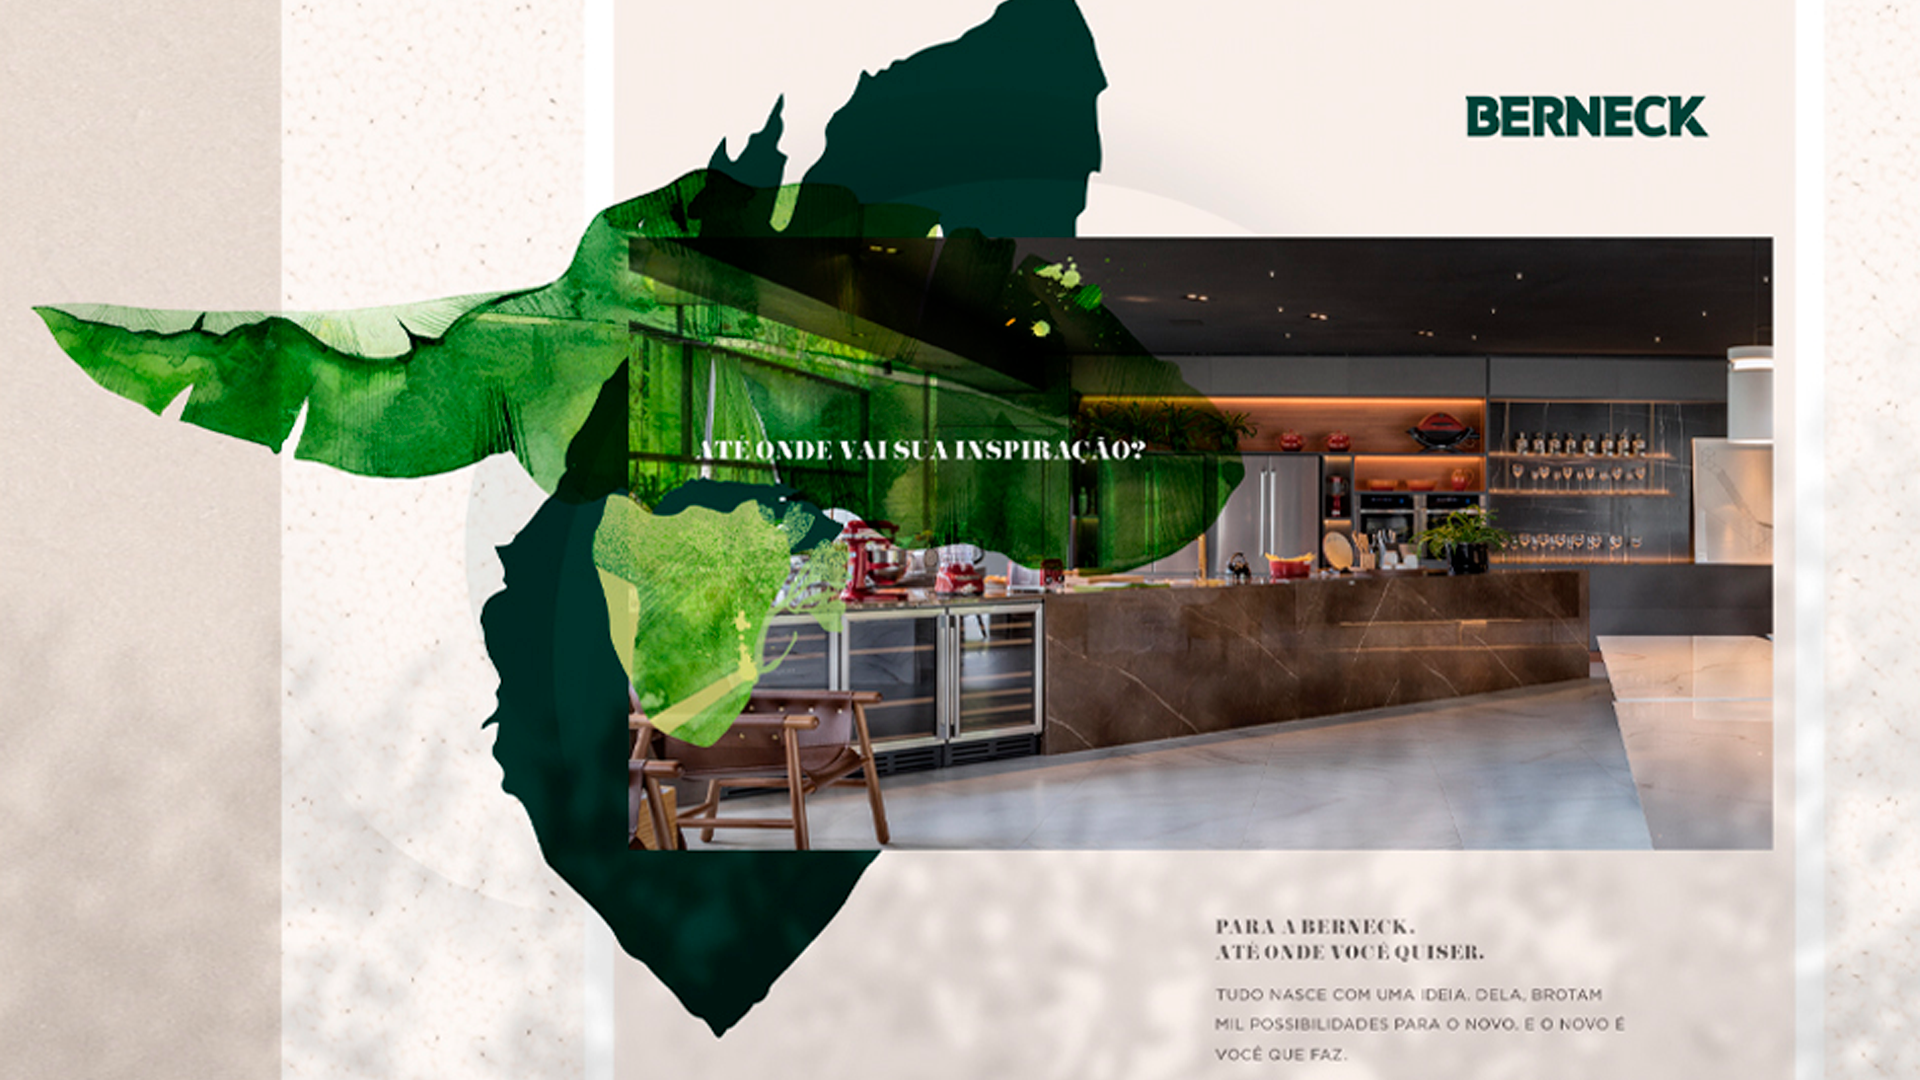 BERNECK
ATÉ ONDE VAI SUA INSPIRAÇÃO?
PARA A BERNECK.
ATÉ ONDE VOCÊ QUISER.
TUDO NASCE COM UMA IDEIA. DELA, BROTAM
MIL POSSIBILIDADES PARA O NOVO. E O NOVO É
VOCÊ QUE FAZ.